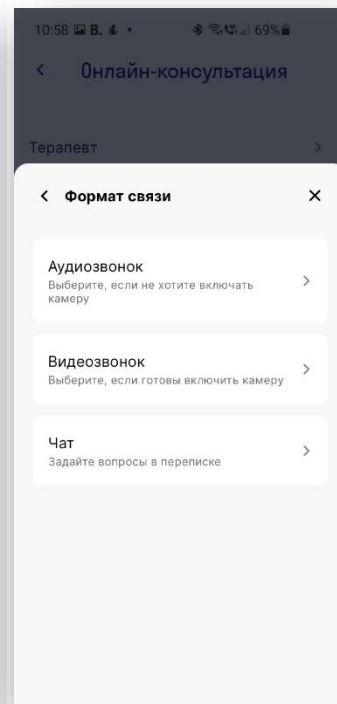 10:58 B. 69%
Онлайн-консультация
Терапевт
Формат связи
Аудиозвонок
Выберите, если не хотите включать
камеру
Видеозвонок
Выберите, если готовы включить камеру
Чат
Задайте вопросы в переписке